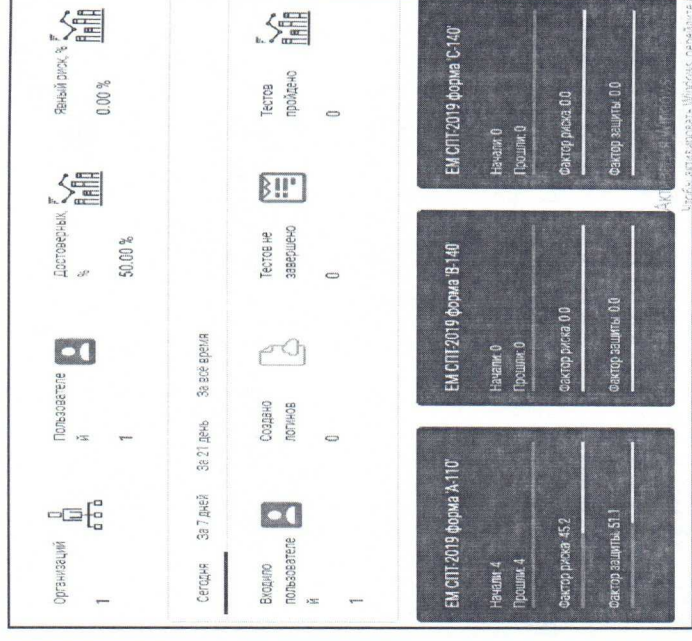 Организаций
1
Пользователе
й
1
Достоверных,
%
50.00 %
Явный риск, %
0.00 %
Сегодня
За 7 дней
За 21 день
За всё время
Входило
пользователе
й
1
Создано
логинов
0
Тестов не
завершено
0
Тестов
пройдено
0
ЕМ СПТ-2019 форма 'A-110'
Начали: 4
Прошли: 4
Фактор риска: 45.2
Фактор защиты: 51.1
ЕМ СПТ-2019 форма 'B-140'
Начали: 0
Прошли: 0
Фактор риска: 0.0
Фактор защиты: 0.0
ЕМ СПТ-2019 форма 'C-140'
Начали: 0
Прошли: 0
Фактор риска: 0.0
Фактор защиты: 0.0
Чтобы активировать Windows, перейдите